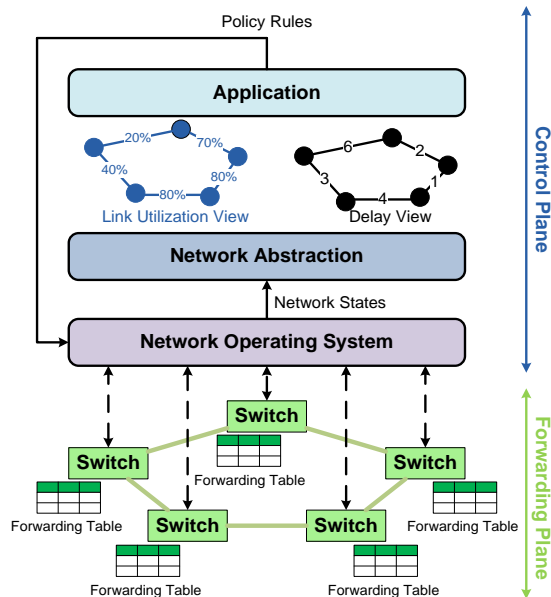 Policy Rules
Application
20%
70%
40%
80%
80%
Link Utilization View
6
2
3
1
4
Delay View
Network Abstraction
Network States
Network Operating System
Control Plane
Switch
Forwarding Table
Switch
Forwarding Table
Switch
Forwarding Table
Switch
Forwarding Table
Switch
Forwarding Table
Forwarding Plane